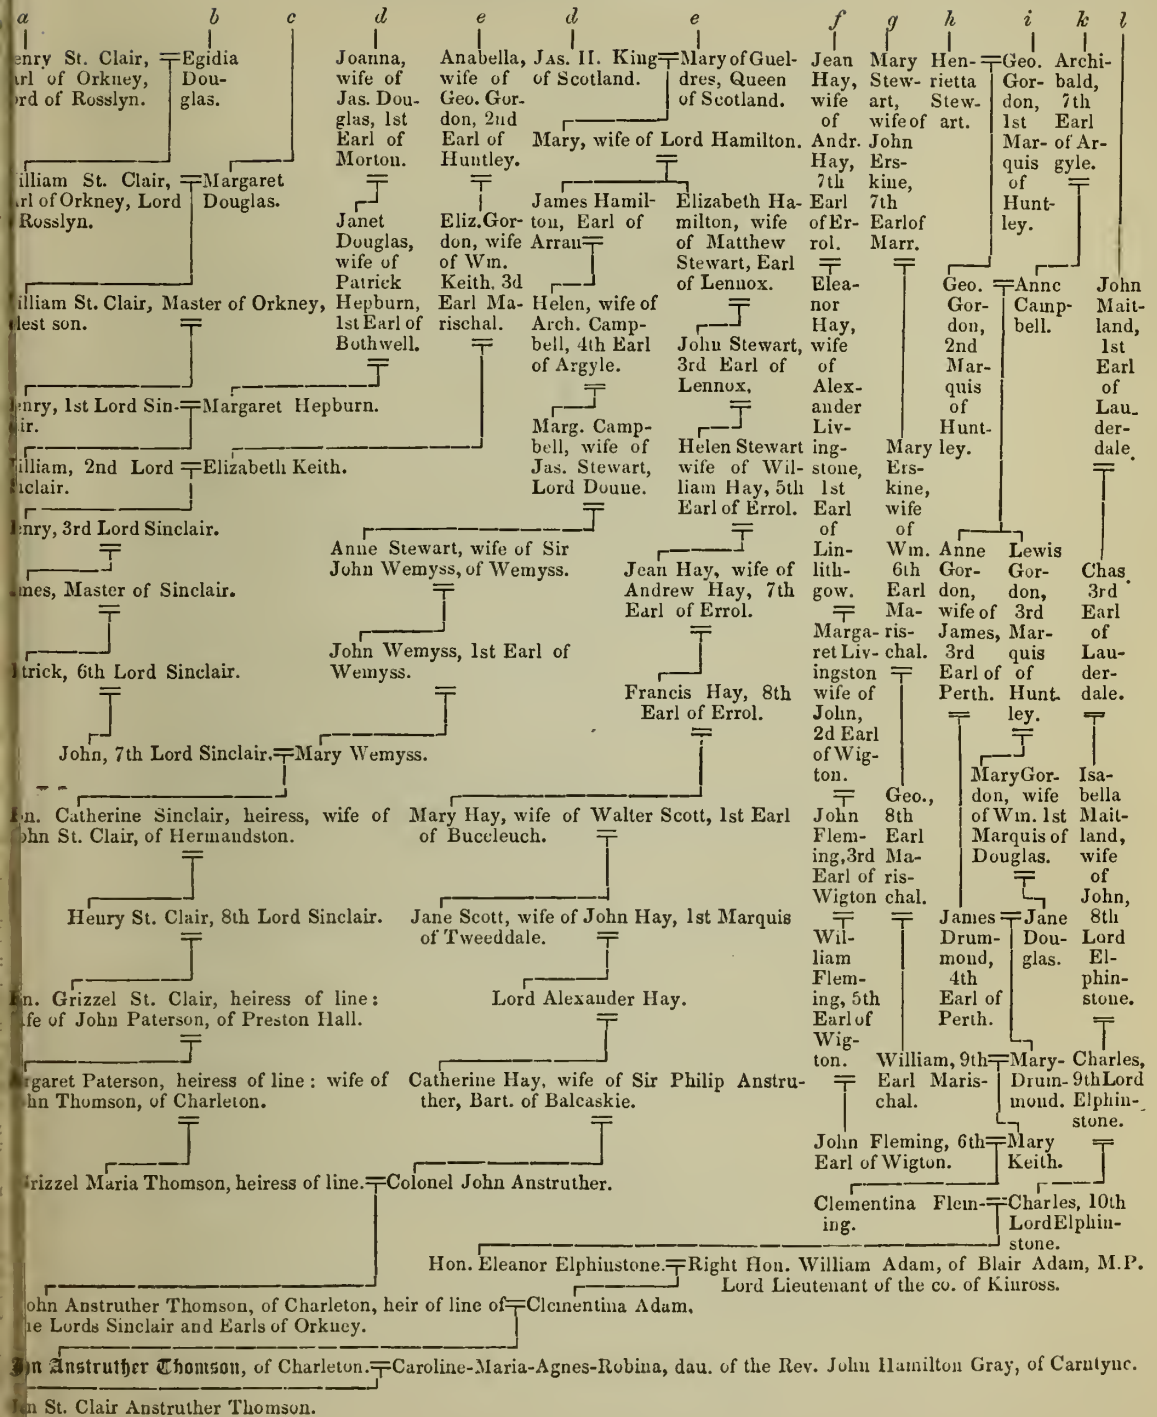 a b c d e d e f g h i k l
enry St. Clair,
rl of Orkney,
rd of Rosslyn.
Egidia
Dou-
glas.
Joanna,
wife of
Jas. Dou-
glas, 1st
Earl of
Morton.
Anabella,
wife of
Geo. Gor-
don, 2nd
Earl of
Huntley.
Jas. II. King
of Scotland.
Mary of Guel-
dres, Queen
of Scotland.
Mary, wife of Lord Hamilton.
Jean
Hay,
wife
of
Andr.
Hay,
7th
Earl
of Er-
rol.
Mary
Stew-
art,
wife of
John
Ers-
kine,
7th
Earl of
Marr.
Hen-
rietta
Stew-
art.
Geo.
Gor-
don,
1st
Mar-
quis
of
Hunt-
ley.
Archi-
bald,
7th
Earl
of Ar-
gyle.
illiam St. Clair,
rl of Orkney, Lord
Rosslyn.
Margaret
Douglas.
Janet
Douglas,
wife of
Patrick
Hepburn,
1st Earl of
Bothwell.
Eliz. Gor-
don, wife
of Wm.
Keith, 3d
Earl Ma-
rischal.
James Hamil-
ton, Earl of
Arran
Elizabeth Ha-
milton, wife
of Matthew
Stewart, Earl
of Lennox.
illiam St. Clair, Master of Orkney,
lest son.
Helen, wife of
Arch. Camp-
bell, 4th Earl
of Argyle.
John Stewart,
3rd Earl of
Lennox,
Elea-
nor
Hay,
wife
of
Alex-
ander
Liv-
ing-
stone,
1st
Earl
of
Lin-
lith-
gow.
Geo.
Gor-
don,
2nd
Mar-
quis
of
Hunt-
ley.
Anne
Camp-
bell.
John
Mait-
land,
1st
Earl
of
Lau-
der-
dale.
enry, 1st Lord Sin-
ir.
Margaret Hepburn.
Marg. Camp-
bell, wife of
Jas. Stewart,
Lord Doune.
Helen Stewart
wife of Wil-
liam Hay, 5th
Earl of Errol.
Mary
Ers-
kine,
wife
of
Wm.
6th
Earl
Ma-
ris-
chal.
illiam, 2nd Lord
nclair.
Elizabeth Keith.
enry, 3rd Lord Sinclair.
Anne Stewart, wife of Sir
John Wemyss, of Wemyss.
Jean Hay, wife of
Andrew Hay, 7th
Earl of Errol.
Anne
Gor-
don,
wife of
James,
3rd
Earl of
Perth.
Lewis
Gor-
don,
3rd
Mar-
quis
of
Hunt-
ley.
Chas.
3rd
Earl
of
Lau-
der-
dale.
mes, Master of Sinclair.
Marga-
ret Liv-
ingston
wife of
John,
2d Earl
of Wig-
ton.
John Wemyss, 1st Earl of
Wemyss.
trick, 6th Lord Sinclair.
Francis Hay, 8th
Earl of Errol.
John, 7th Lord Sinclair.
Mary Wemyss.
Mary Gor-
don, wife
of Wm. 1st
Marquis of
Douglas.
Isa-
bella
Mait-
land,
wife
of
John,
8th
Lord
El-
phin-
stone.
n. Catherine Sinclair, heiress, wife of
ohn St. Clair, of Hermandston.
Mary Hay, wife of Walter Scott, 1st Earl
of Buccleuch.
John
Flem-
ing, 3rd
Earl of
Wigton
Geo.,
8th
Earl
Ma-
ris-
chal.
Henry St. Clair, 8th Lord Sinclair.
Jane Scott, wife of John Hay, 1st Marquis
of Tweeddale.
Wil-
liam
Flem-
ing, 5th
Earl of
Wig-
ton.
James
Drum-
mond,
4th
Earl of
Perth.
Jane
Dou-
glas.
n. Grizzel St. Clair, heiress of line:
fe of John Paterson, of Preston Hall.
Lord Alexander Hay.
rgaret Paterson, heiress of line: wife of
hn Thomson, of Charleton.
Catherine Hay, wife of Sir Philip Anstru-
ther, Bart. of Balcaskie.
William, 9th
Earl Maris-
chal.
Mary-
Drum-
mond.
Charles,
9th Lord
Elphin-
stone.
John Fleming, 6th
Earl of Wigton.
Mary
Keith.
rizzel Maria Thomson, heiress of line.
Colonel John Anstruther.
Clementina Flem-
ing.
Charles, 10th
Lord Elphin-
stone.
Hon. Eleanor Elphinstone.
Right Hon. William Adam, of Blair Adam, M.P.
Lord Lieutenant of the co. of Kinross.
ohn Anstruther Thomson, of Charleton, heir of line of
e Lords Sinclair and Earls of Orkney.
Clementina Adam,
n Anstruther Thomson, of Charleton.
Caroline-Maria-Agnes-Robina, dau. of the Rev. John Hamilton Gray, of Carntyne.
n St. Clair Anstruther Thomson.